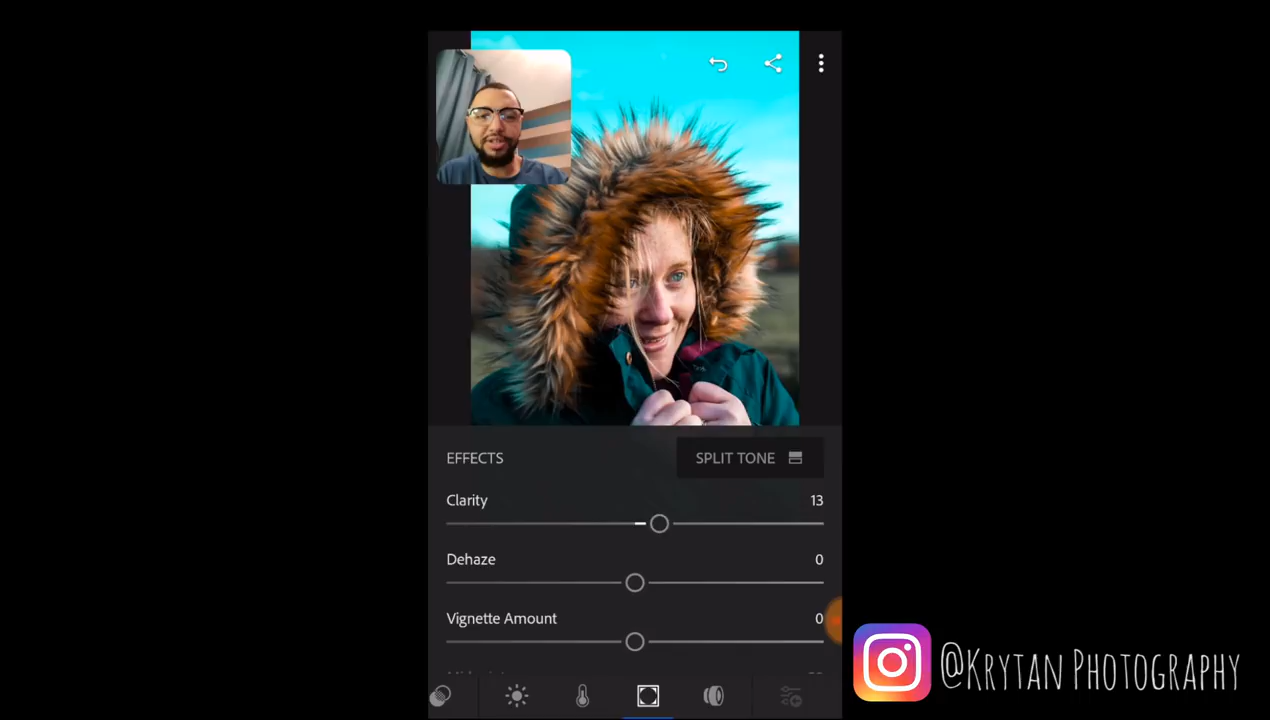 EFFECTS
SPLIT TONE
Clarity
13
Dehaze
0
Vignette Amount
0
@Krytan Photography